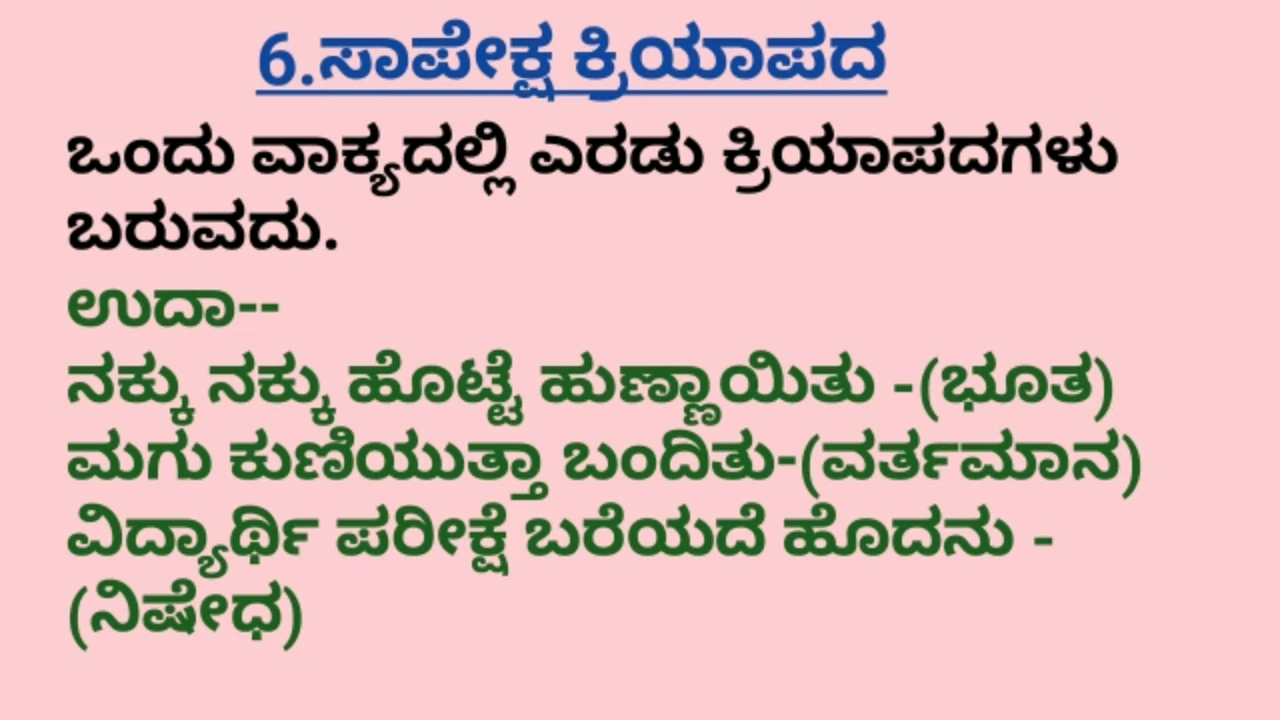 6.ಸಾಪೇಕ್ಷ ಕ್ರಿಯಾಪದ
ಒಂದು ವಾಕ್ಯದಲ್ಲಿ ಎರಡು ಕ್ರಿಯಾಪದಗಳು
ಬರುವದು.
ಉದಾ--
ನಕ್ಕು ನಕ್ಕು ಹೊಟ್ಟೆ ಹುಣ್ಣಾಯಿತು -(ಭೂತ)
ಮಗು ಕುಣಿಯುತ್ತಾ ಬಂದಿತು-(ವರ್ತಮಾನ)
ವಿದ್ಯಾರ್ಥಿ ಪರೀಕ್ಷೆ ಬರೆಯದೆ ಹೊದನು -
(ನಿಷೇಧ)